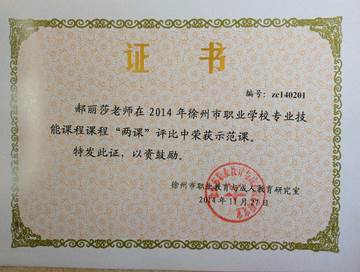 证书
编号：zc140201
郝丽莎老师在2014年徐州市职业学校专业技
能课程课程“两课”评比中荣获示范课。
特发此证，以资鼓励。
徐州市职业教育与成人教育研究室
2014年11月27日